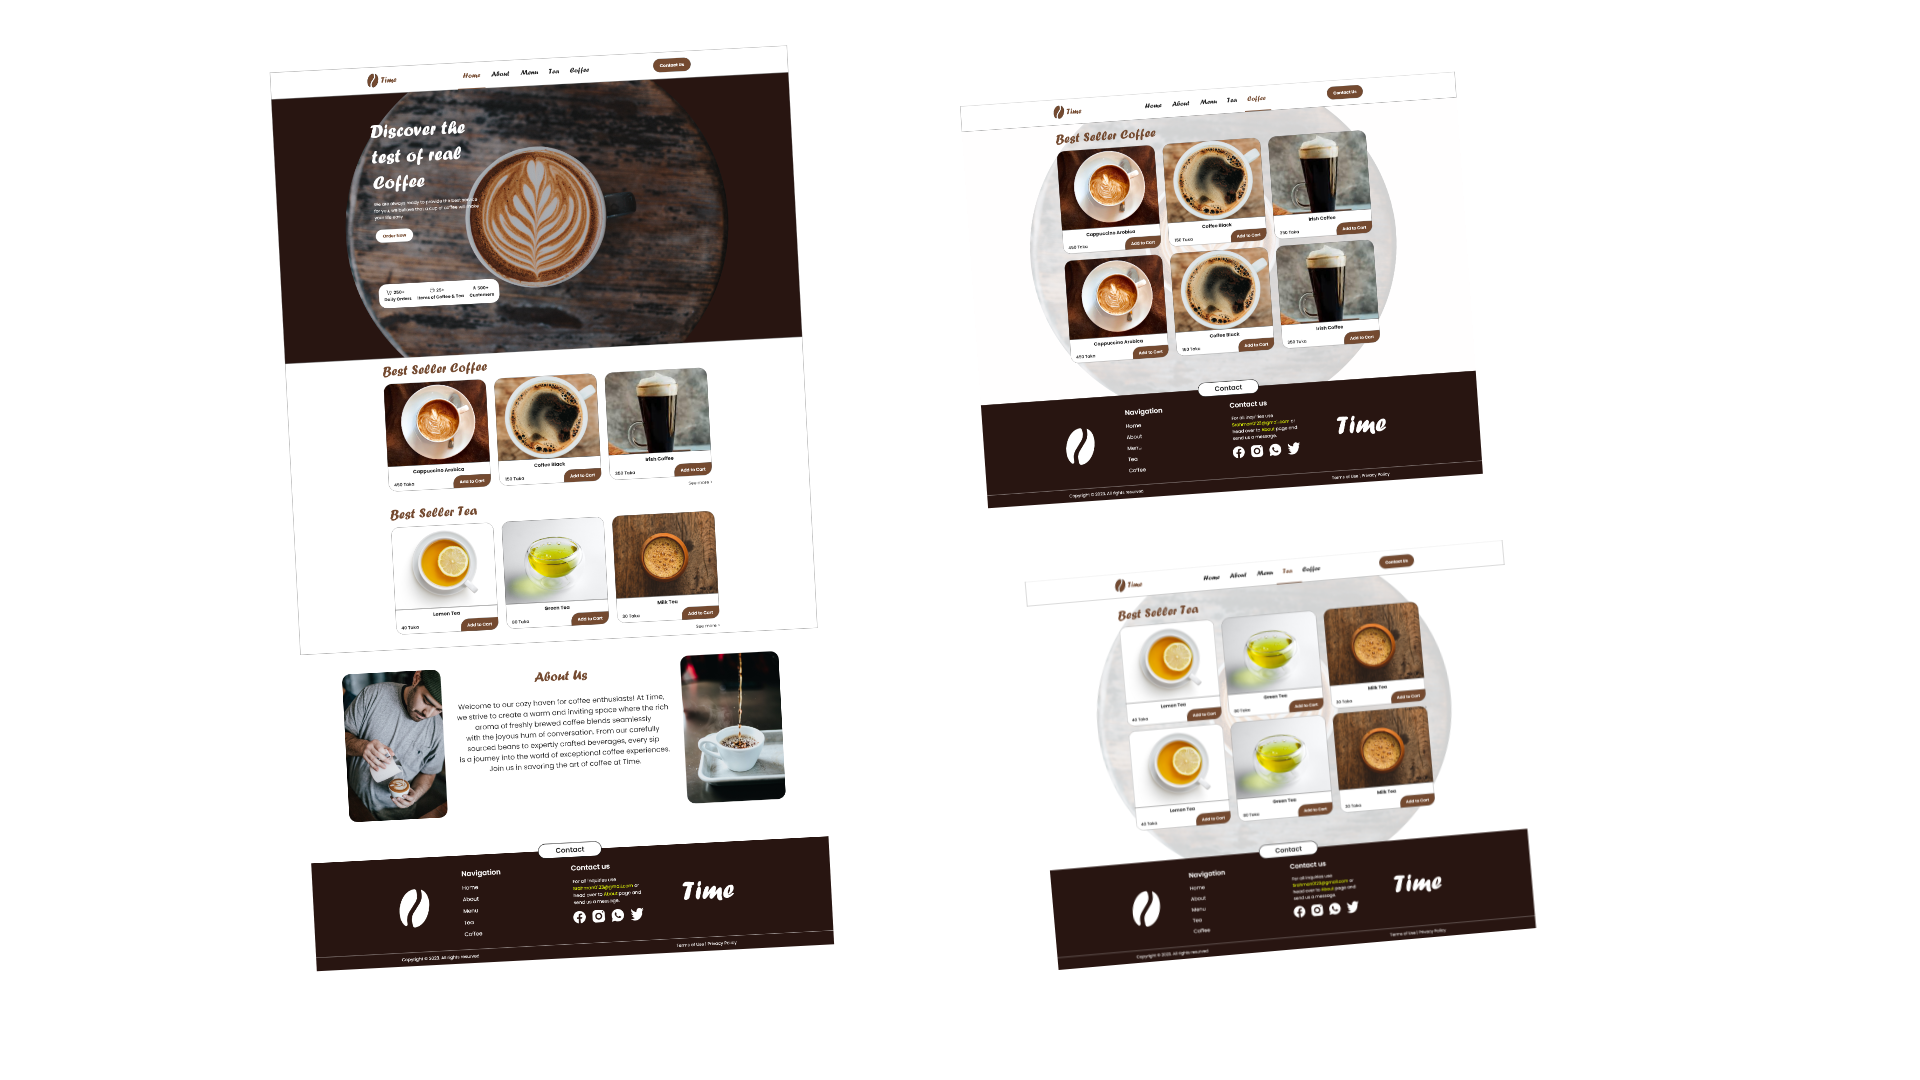 Time
Home About Menu Tea Coffee
Contact Us
Discover the
test of real
Coffee
We are always ready to provide the best service
for you, we believe that a cup of coffee will make
your life easy
Order Now
350+
Daily Orders
25+
Items of Coffee & Tea
300+
Customers
Best Seller Coffee
Cappuccino Arabica
450 Taka
Add to Cart
Coffee Black
150 Taka
Add to Cart
Irish Coffee
350 Taka
Add to Cart
See more >
Best Seller Tea
Lemon Tea
40 Taka
Add to Cart
Green Tea
80 Taka
Add to Cart
Milk Tea
30 Taka
Add to Cart
See more >
About Us
Welcome to our cozy haven for coffee enthusiasts! At Time,
we strive to create a warm and inviting space where the rich
aroma of freshly brewed coffee blends seamlessly
with the joyous hum of conversation. From our carefully
sourced beans to expertly crafted beverages, every sip
is a journey into the world of exceptional coffee experiences.
Join us in savoring the art of coffee at Time.
Contact
Navigation
Home
About
Menu
Tea
Coffee
Contact us
For all inquiries use
or
head over to About page and
send us a message.
Time
Copyright © 2023, All rights reserved
Terms of Use | Privacy Policy
Time
Home About Menu Tea Coffee
Contact Us
Best Seller Coffee
Cappuccino Arabica
450 Taka
Add to Cart
Coffee Black
150 Taka
Add to Cart
Irish Coffee
350 Taka
Add to Cart
Cappuccino Arabica
450 Taka
Add to Cart
Coffee Black
150 Taka
Add to Cart
Irish Coffee
350 Taka
Add to Cart
Contact
Navigation
Home
About
Menu
Tea
Coffee
Contact us
For all inquiries use
or
head over to About page and
send us a message.
Time
Copyright © 2023, All rights reserved
Terms of Use | Privacy Policy
Time
Home About Menu Tea Coffee
Contact Us
Best Seller Tea
Lemon Tea
40 Taka
Add to Cart
Green Tea
80 Taka
Add to Cart
Milk Tea
30 Taka
Add to Cart
Lemon Tea
40 Taka
Add to Cart
Green Tea
80 Taka
Add to Cart
Milk Tea
30 Taka
Add to Cart
Contact
Navigation
Home
About
Menu
Tea
Coffee
Contact us
For all inquiries use
or
head over to About page and
send us a message.
Time
Copyright © 2023, All rights reserved
Terms of Use | Privacy Policy